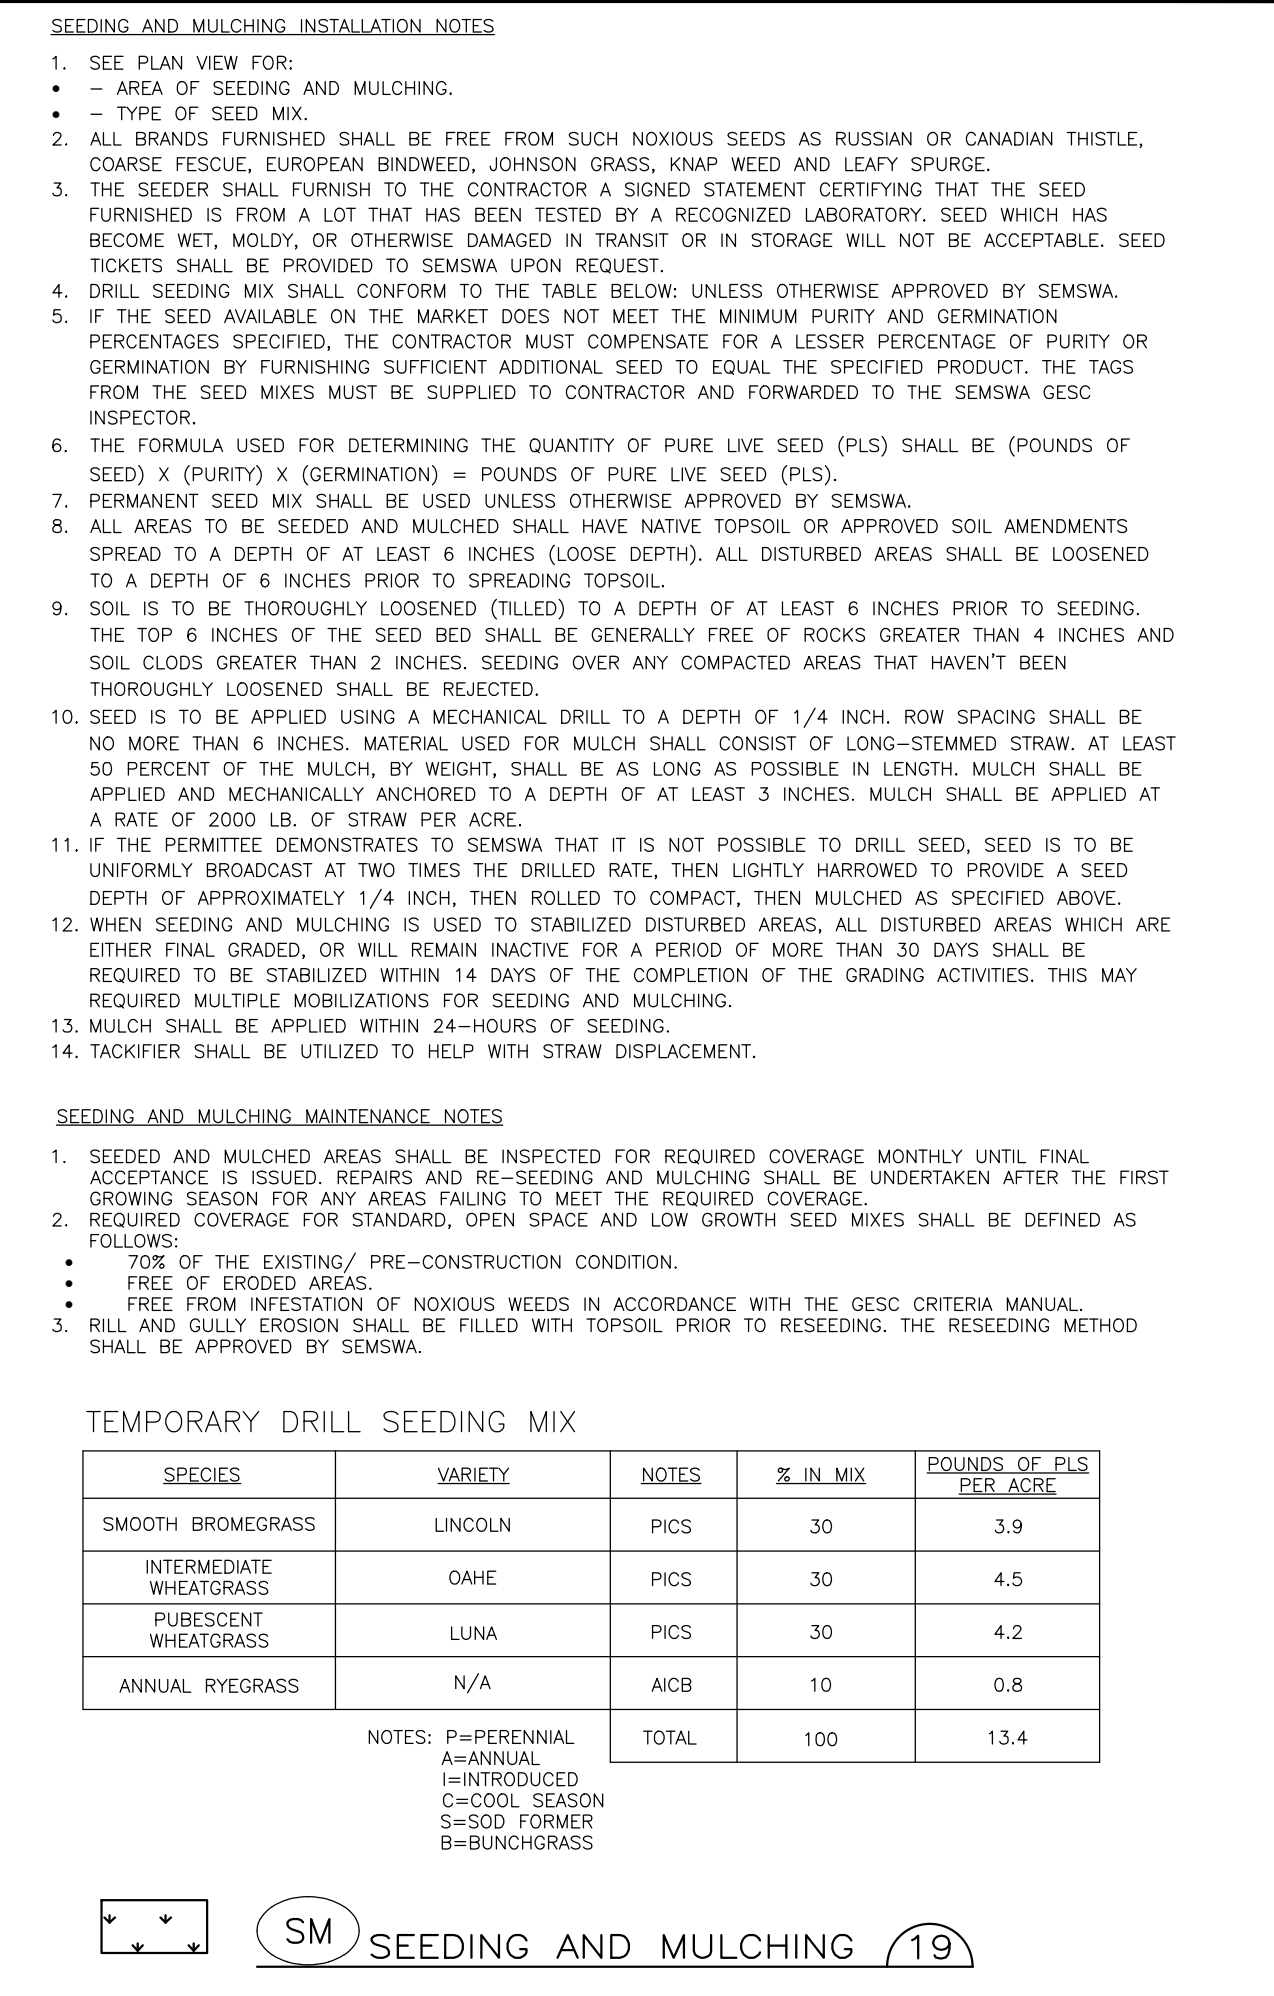 SEEDING AND MULCHING INSTALLATION NOTES
1. SEE PLAN VIEW FOR:
• – AREA OF SEEDING AND MULCHING.
• – TYPE OF SEED MIX.
2. ALL BRANDS FURNISHED SHALL BE FREE FROM SUCH NOXIOUS SEEDS AS RUSSIAN OR CANADIAN THISTLE,
COARSE FESCUE, EUROPEAN BINDWEED, JOHNSON GRASS, KNAP WEED AND LEAFY SPURGE.
3. THE SEEDER SHALL FURNISH TO THE CONTRACTOR A SIGNED STATEMENT CERTIFYING THAT THE SEED
FURNISHED IS FROM A LOT THAT HAS BEEN TESTED BY A RECOGNIZED LABORATORY. SEED WHICH HAS
BECOME WET, MOLDY, OR OTHERWISE DAMAGED IN TRANSIT OR IN STORAGE WILL NOT BE ACCEPTABLE. SEED
TICKETS SHALL BE PROVIDED TO SEMSWA UPON REQUEST.
4. DRILL SEEDING MIX SHALL CONFORM TO THE TABLE BELOW: UNLESS OTHERWISE APPROVED BY SEMSWA.
5. IF THE SEED AVAILABLE ON THE MARKET DOES NOT MEET THE MINIMUM PURITY AND GERMINATION
PERCENTAGES SPECIFIED, THE CONTRACTOR MUST COMPENSATE FOR A LESSER PERCENTAGE OF PURITY OR
GERMINATION BY FURNISHING SUFFICIENT ADDITIONAL SEED TO EQUAL THE SPECIFIED PRODUCT. THE TAGS
FROM THE SEED MIXES MUST BE SUPPLIED TO CONTRACTOR AND FORWARDED TO THE SEMSWA GESC
INSPECTOR.
6. THE FORMULA USED FOR DETERMINING THE QUANTITY OF PURE LIVE SEED (PLS) SHALL BE (POUNDS OF
SEED) X (PURITY) X (GERMINATION) = POUNDS OF PURE LIVE SEED (PLS).
7. PERMANENT SEED MIX SHALL BE USED UNLESS OTHERWISE APPROVED BY SEMSWA.
8. ALL AREAS TO BE SEEDED AND MULCHED SHALL HAVE NATIVE TOPSOIL OR APPROVED SOIL AMENDMENTS
SPREAD TO A DEPTH OF AT LEAST 6 INCHES (LOOSE DEPTH). ALL DISTURBED AREAS SHALL BE LOOSENED
TO A DEPTH OF 6 INCHES PRIOR TO SPREADING TOPSOIL.
9. SOIL IS TO BE THOROUGHLY LOOSENED (TILLED) TO A DEPTH OF AT LEAST 6 INCHES PRIOR TO SEEDING.
THE TOP 6 INCHES OF THE SEED BED SHALL BE GENERALLY FREE OF ROCKS GREATER THAN 4 INCHES AND
SOIL CLODS GREATER THAN 2 INCHES. SEEDING OVER ANY COMPACTED AREAS THAT HAVEN'T BEEN
THOROUGHLY LOOSENED SHALL BE REJECTED.
10. SEED IS TO BE APPLIED USING A MECHANICAL DRILL TO A DEPTH OF 1/4 INCH. ROW SPACING SHALL BE
NO MORE THAN 6 INCHES. MATERIAL USED FOR MULCH SHALL CONSIST OF LONG–STEMMED STRAW. AT LEAST
50 PERCENT OF THE MULCH, BY WEIGHT, SHALL BE AS LONG AS POSSIBLE IN LENGTH. MULCH SHALL BE
APPLIED AND MECHANICALLY ANCHORED TO A DEPTH OF AT LEAST 3 INCHES. MULCH SHALL BE APPLIED AT
A RATE OF 2000 LB. OF STRAW PER ACRE.
11. IF THE PERMITTEE DEMONSTRATES TO SEMSWA THAT IT IS NOT POSSIBLE TO DRILL SEED, SEED IS TO BE
UNIFORMLY BROADCAST AT TWO TIMES THE DRILLED RATE, THEN LIGHTLY HARROWED TO PROVIDE A SEED
DEPTH OF APPROXIMATELY 1/4 INCH, THEN ROLLED TO COMPACT, THEN MULCHED AS SPECIFIED ABOVE.
12. WHEN SEEDING AND MULCHING IS USED TO STABILIZED DISTURBED AREAS, ALL DISTURBED AREAS WHICH ARE
EITHER FINAL GRADED, OR WILL REMAIN INACTIVE FOR A PERIOD OF MORE THAN 30 DAYS SHALL BE
REQUIRED TO BE STABILIZED WITHIN 14 DAYS OF THE COMPLETION OF THE GRADING ACTIVITIES. THIS MAY
REQUIRED MULTIPLE MOBILIZATIONS FOR SEEDING AND MULCHING.
13. MULCH SHALL BE APPLIED WITHIN 24–HOURS OF SEEDING.
14. TACKIFIER SHALL BE UTILIZED TO HELP WITH STRAW DISPLACEMENT.
SEEDING AND MULCHING MAINTENANCE NOTES
1. SEEDED AND MULCHED AREAS SHALL BE INSPECTED FOR REQUIRED COVERAGE MONTHLY UNTIL FINAL
ACCEPTANCE IS ISSUED. REPAIRS AND RE–SEEDING AND MULCHING SHALL BE UNDERTAKEN AFTER THE FIRST
GROWING SEASON FOR ANY AREAS FAILING TO MEET THE REQUIRED COVERAGE.
2. REQUIRED COVERAGE FOR STANDARD, OPEN SPACE AND LOW GROWTH SEED MIXES SHALL BE DEFINED AS
FOLLOWS:
• 70% OF THE EXISTING/ PRE–CONSTRUCTION CONDITION.
• FREE OF ERODED AREAS.
• FREE FROM INFESTATION OF NOXIOUS WEEDS IN ACCORDANCE WITH THE GESC CRITERIA MANUAL.
3. RILL AND GULLY EROSION SHALL BE FILLED WITH TOPSOIL PRIOR TO RESEEDING. THE RESEEDING METHOD
SHALL BE APPROVED BY SEMSWA.
TEMPORARY DRILL SEEDING MIX
SPECIES VARIETY NOTES % IN MIX POUNDS OF PLS
PER ACRE
SMOOTH BROMEGRASS LINCOLN PICS 30 3.9
INTERMEDIATE
WHEATGRASS OAHE PICS 30 4.5
PUBESCENT
WHEATGRASS LUNA PICS 30 4.2
ANNUAL RYEGRASS N/A AICB 10 0.8
TOTAL 100 13.4
NOTES: P=PERENNIAL
A=ANNUAL
I=INTRODUCED
C=COOL SEASON
S=SOD FORMER
B=BUNCHGRASS
SM SEEDING AND MULCHING 19